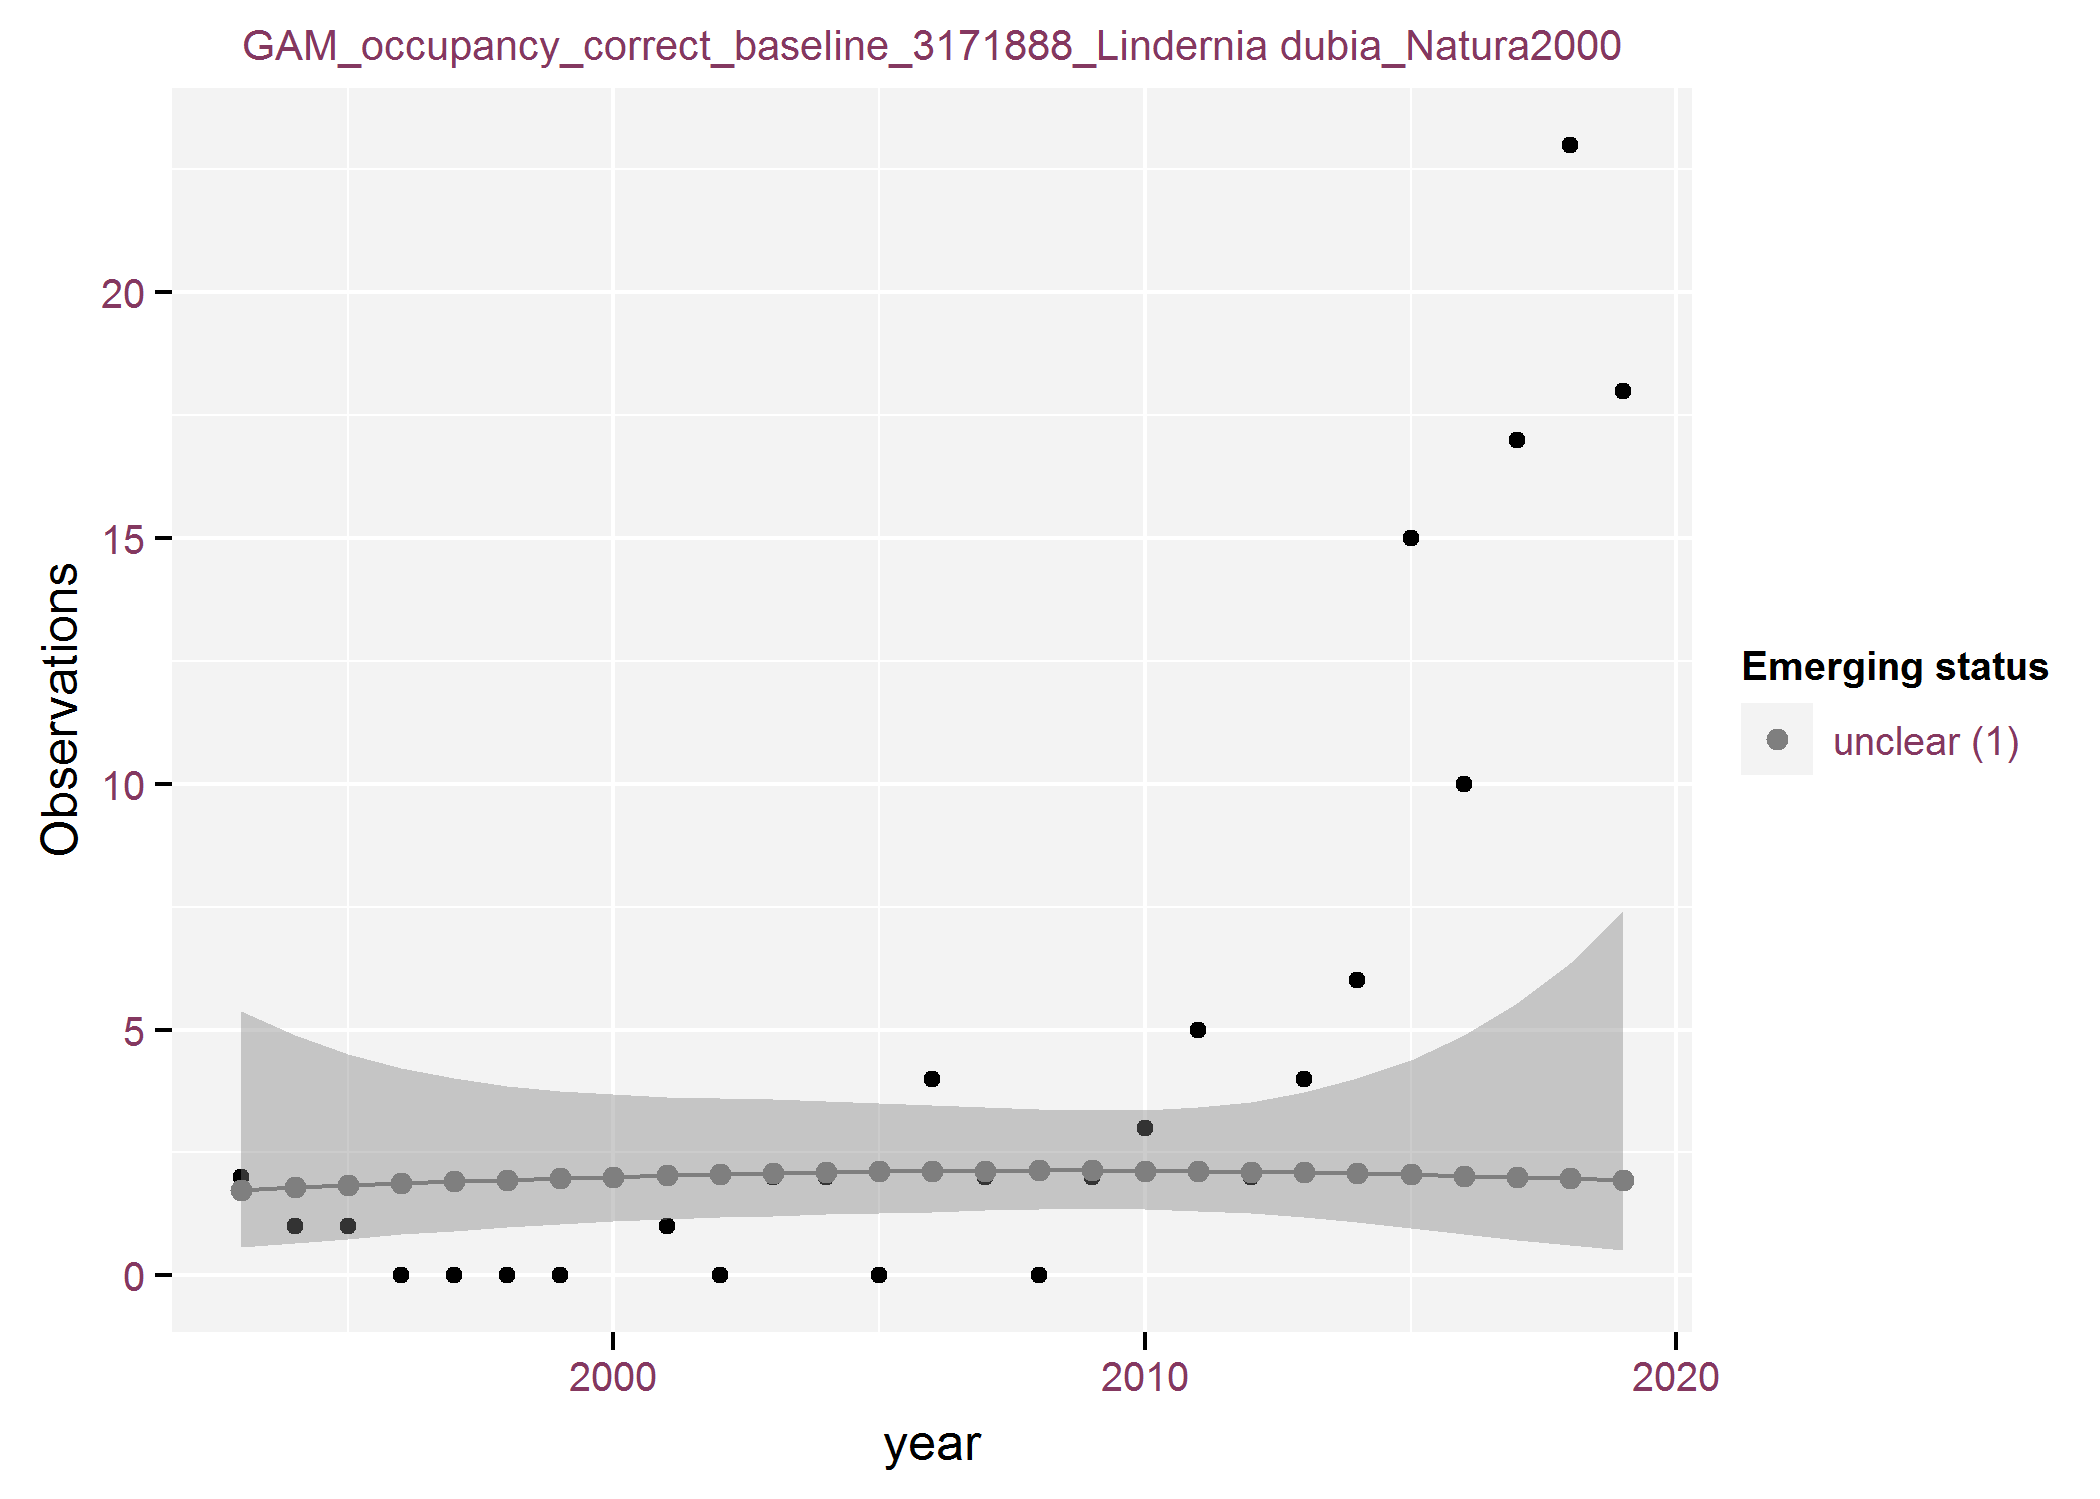 GAM_occupancy_correct_baseline_3171888_Lindernia dubia_Natura2000
20
15
10
5
0
Observations
2000
2010
2020
year
Emerging status
unclear (1)